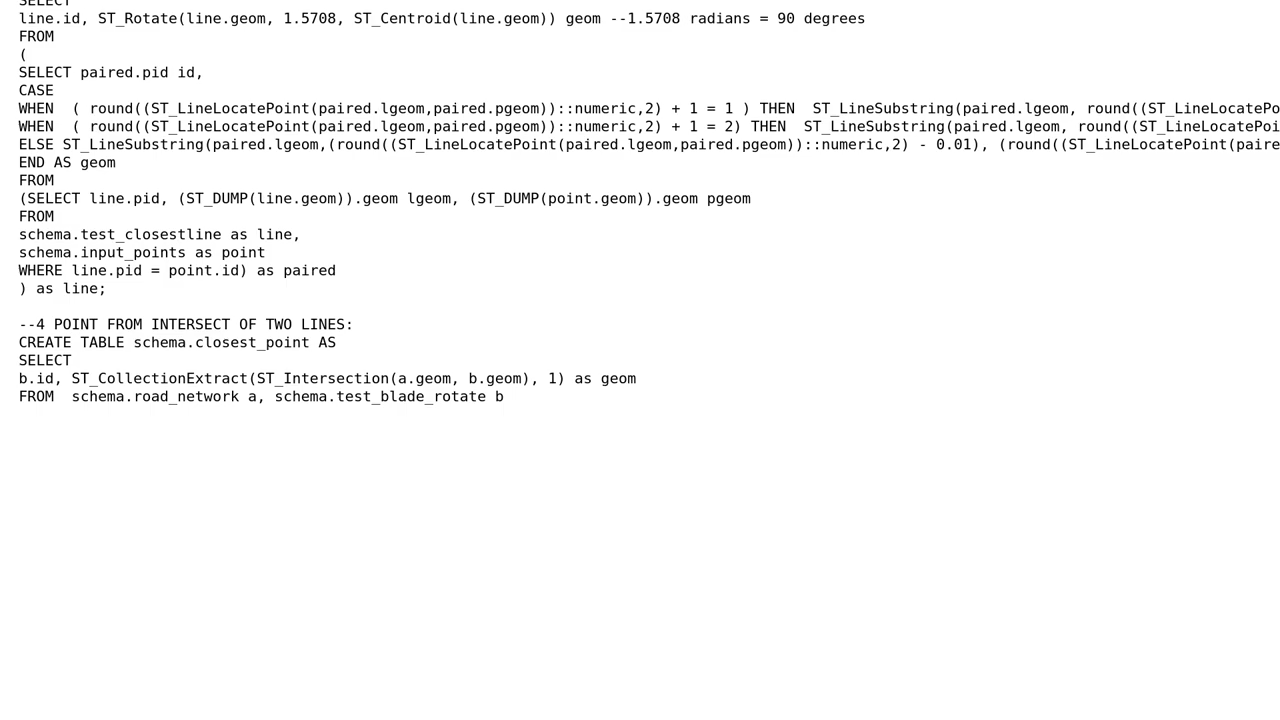 SELECT
line.id, ST_Rotate(line.geom, 1.5708, ST_Centroid(line.geom)) geom --1.5708 radians = 90 degrees
FROM
(
SELECT paired.pid id,
CASE
WHEN  ( round((ST_LineLocatePoint(paired.lgeom,paired.pgeom))::numeric,2) + 1 = 1 ) THEN  ST_LineSubstring(paired.lgeom, round((ST_LineLocatePo
WHEN  ( round((ST_LineLocatePoint(paired.lgeom,paired.pgeom))::numeric,2) + 1 = 2) THEN  ST_LineSubstring(paired.lgeom, round((ST_LineLocatePoi
ELSE ST_LineSubstring(paired.lgeom,(round((ST_LineLocatePoint(paired.lgeom,paired.pgeom))::numeric,2) - 0.01), (round((ST_LineLocatePoint(paire
END AS geom
FROM
(SELECT line.pid, (ST_DUMP(line.geom)).geom lgeom, (ST_DUMP(point.geom)).geom pgeom
FROM
schema.test_closestline as line,
schema.input_points as point
WHERE line.pid = point.id) as paired
) as line;
--4 POINT FROM INTERSECT OF TWO LINES:
CREATE TABLE schema.closest_point AS
SELECT
b.id, ST_CollectionExtract(ST_Intersection(a.geom, b.geom), 1) as geom
FROM  schema.road_network a, schema.test_blade_rotate b